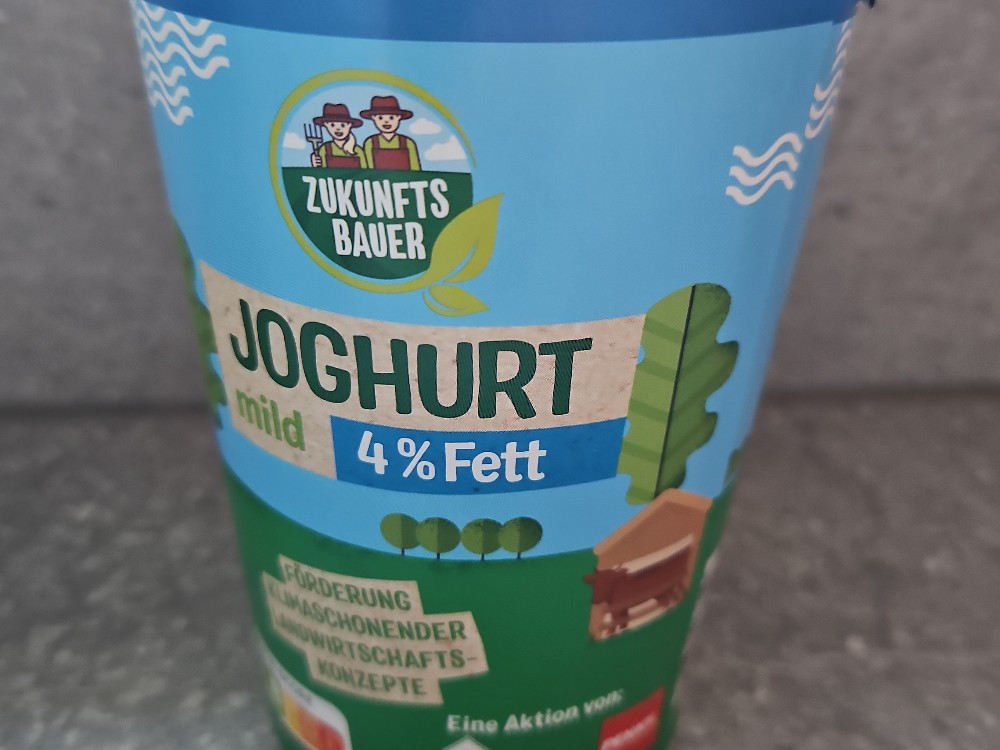 ZUKUNFTS
BAUER
JOGHURT
mild
4% Fett
FÖRDERUNG
KLIMASCHONENDER
LANDWIRTSCHAFTS-
KONZEPTE
Eine Aktion von: